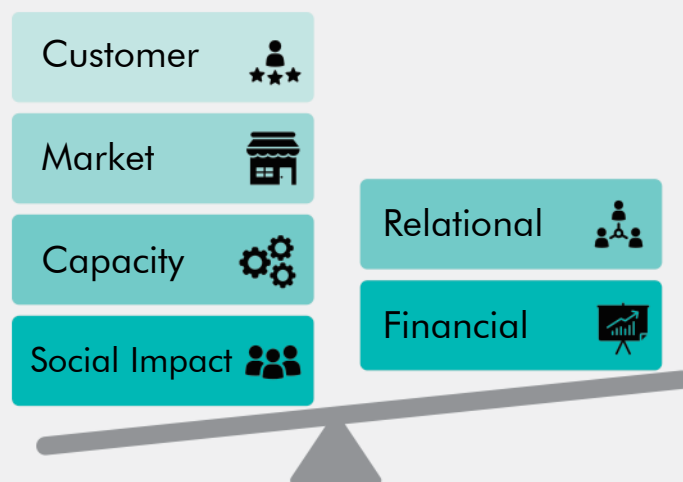 Customer
Market
Capacity
Social Impact
Relational
Financial